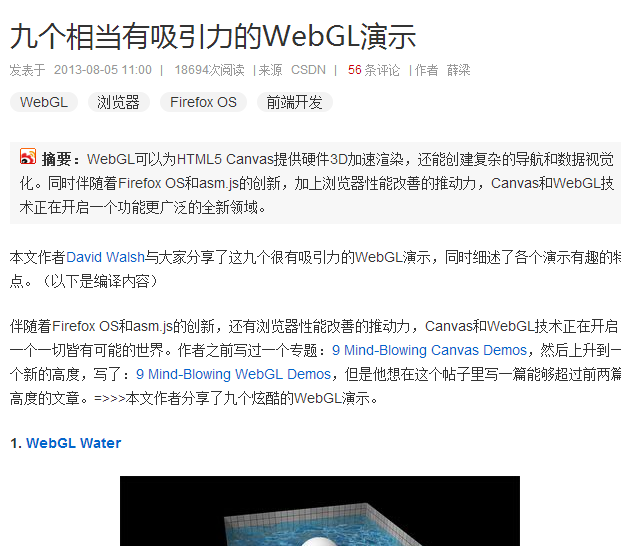 九个相当有吸引力的WebGL演示
发表于 2013-08-05 11:00 | 18694次阅读 | 来源 CSDN | 56 条评论 | 作者 薛梁
WebGL 浏览器 Firefox OS 前端开发
摘要：WebGL可以为HTML5 Canvas提供硬件3D加速渲染，还能创建复杂的导航和数据视觉
化。同时伴随着Firefox OS和asm.js的创新，加上浏览器性能改善的推动力，Canvas和WebGL技
术正在开启一个功能更广泛的全新领域。
本文作者David Walsh与大家分享了这九个很有吸引力的WebGL演示，同时细述了各个演示有趣的特
点。（以下是编译内容）
伴随着Firefox OS和asm.js的创新，还有浏览器性能改善的推动力，Canvas和WebGL技术正在开启
一个一切皆有可能的世界。作者之前写过一个专题：9 Mind-Blowing Canvas Demos，然后上升到一
个新的高度，写了：9 Mind-Blowing WebGL Demos，但是他想在这个帖子里写一篇能够超过前两篇
高度的文章。=>>>本文作者分享了九个炫酷的WebGL演示。
1. WebGL Water